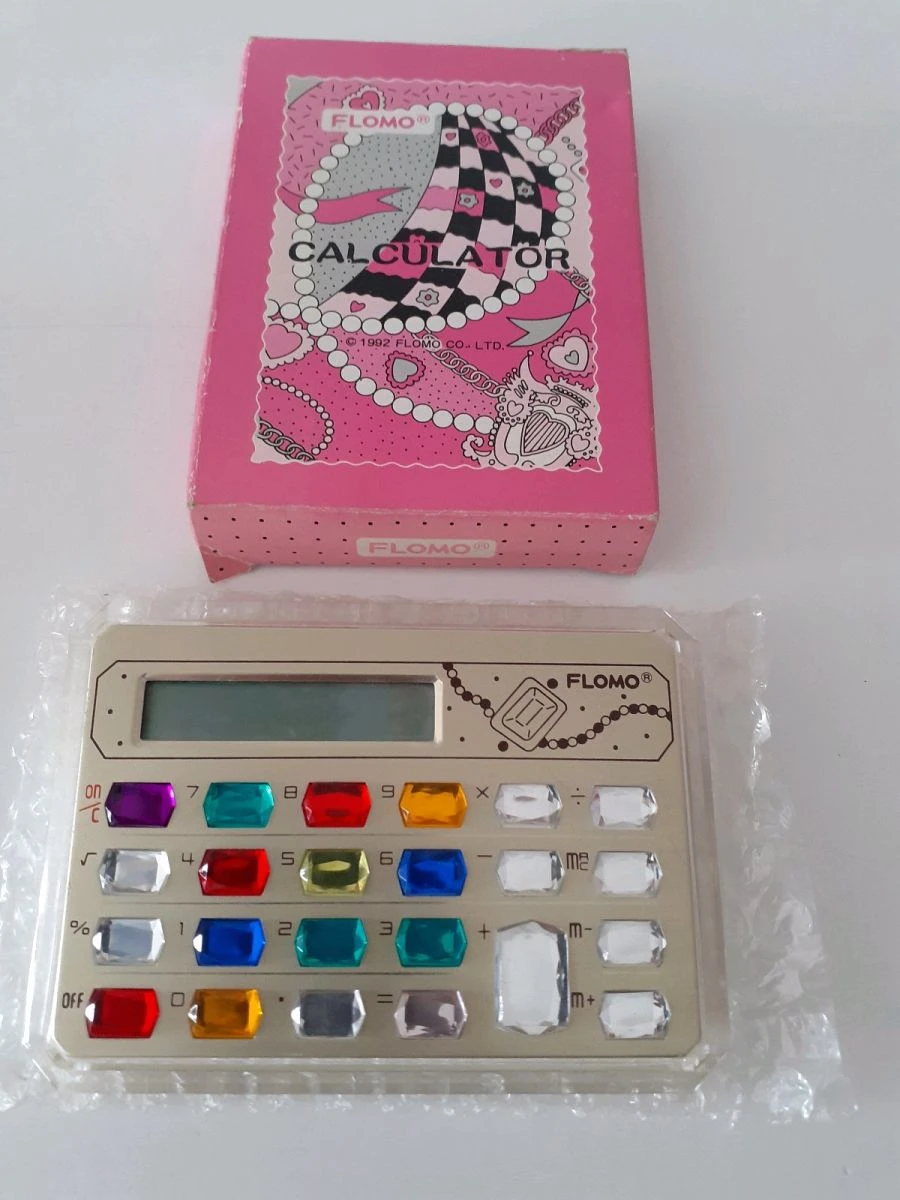 FLOMO®
CALCULATOR
© 1992 FLOMO CO., LTD.
FLOMO®
FLOMO®
ON/C 7 8 9 × ÷
√ 4 5 6 − MRC
% 1 2 3 + M−
OFF 0 · = M+